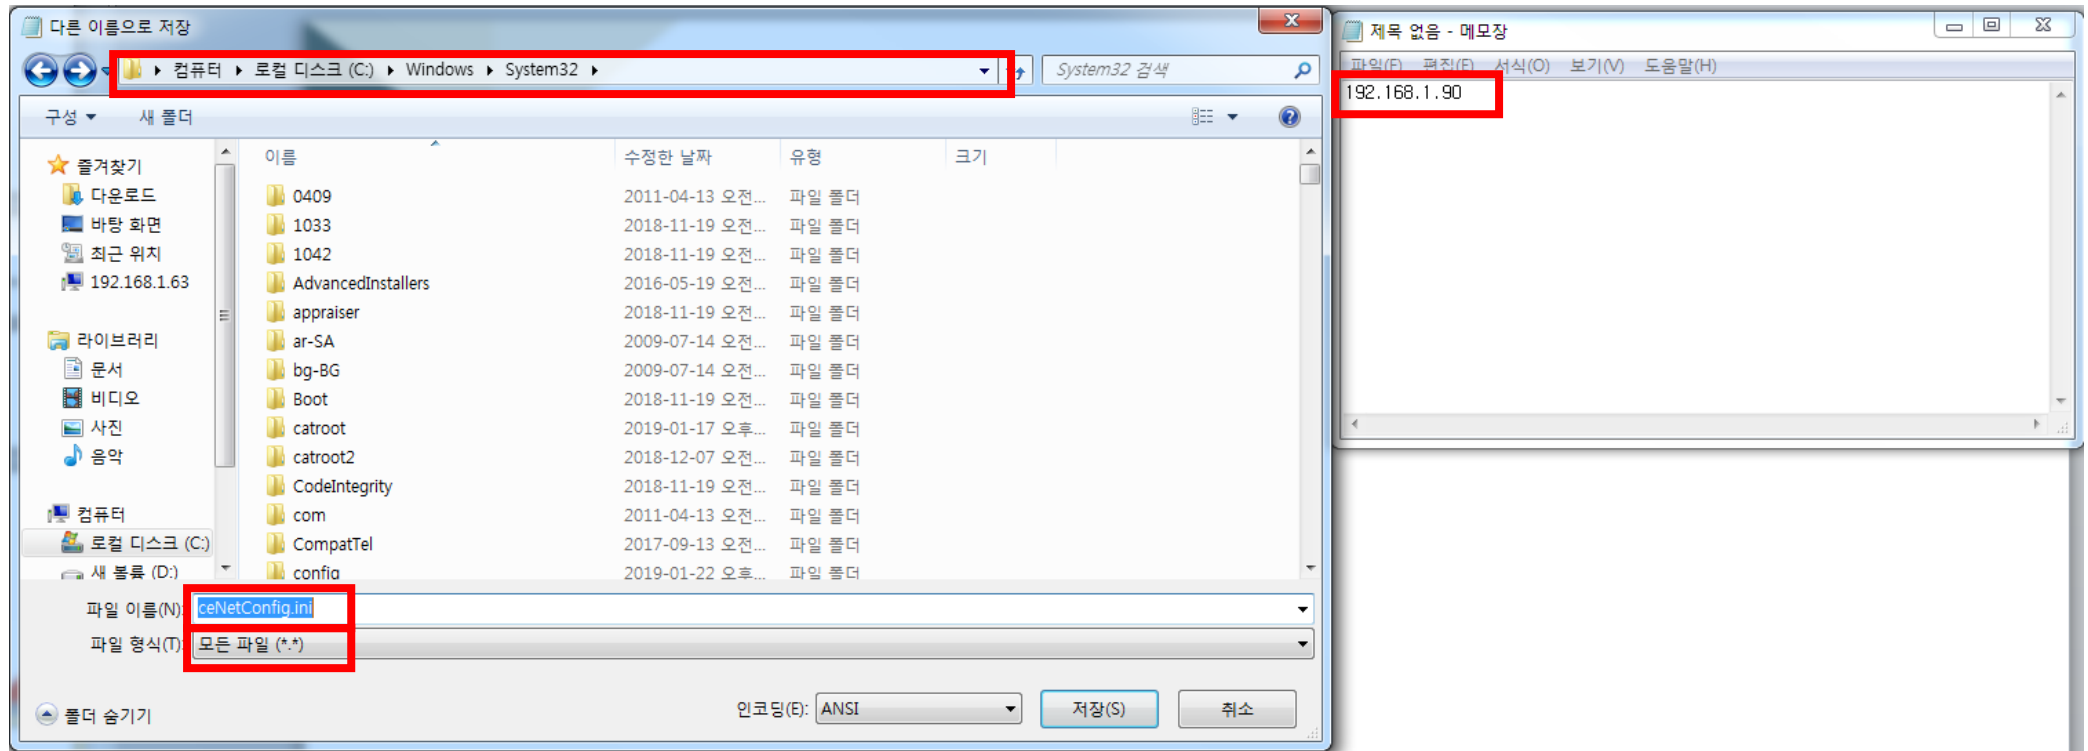 다른 이름으로 저장
컴퓨터 로컬 디스크 (C:) Windows System32
System32 검색
구성 새 폴더
이름 수정한 날짜 유형 크기
즐겨찾기
다운로드
바탕 화면
최근 위치
192.168.1.63
라이브러리
문서
비디오
사진
음악
컴퓨터
로컬 디스크 (C:)
새 볼륨 (D:)
0409 2011-04-13 오전... 파일 폴더
1033 2018-11-19 오전... 파일 폴더
1042 2018-11-19 오전... 파일 폴더
AdvancedInstallers 2016-05-19 오전... 파일 폴더
appraiser 2018-11-19 오전... 파일 폴더
ar-SA 2009-07-14 오전... 파일 폴더
bg-BG 2009-07-14 오전... 파일 폴더
Boot 2018-11-19 오전... 파일 폴더
catroot 2019-01-17 오후... 파일 폴더
catroot2 2018-12-07 오전... 파일 폴더
CodeIntegrity 2018-11-19 오전... 파일 폴더
com 2011-04-13 오전... 파일 폴더
CompatTel 2017-09-13 오전... 파일 폴더
config 2019-01-22 오후... 파일 폴더
파일 이름(N): ceNetConfig.ini
파일 형식(T): 모든 파일 (*.*)
폴더 숨기기
인코딩(E): ANSI 저장(S) 취소
제목 없음 - 메모장
파일(F) 편집(E) 서식(O) 보기(V) 도움말(H)
192.168.1.90